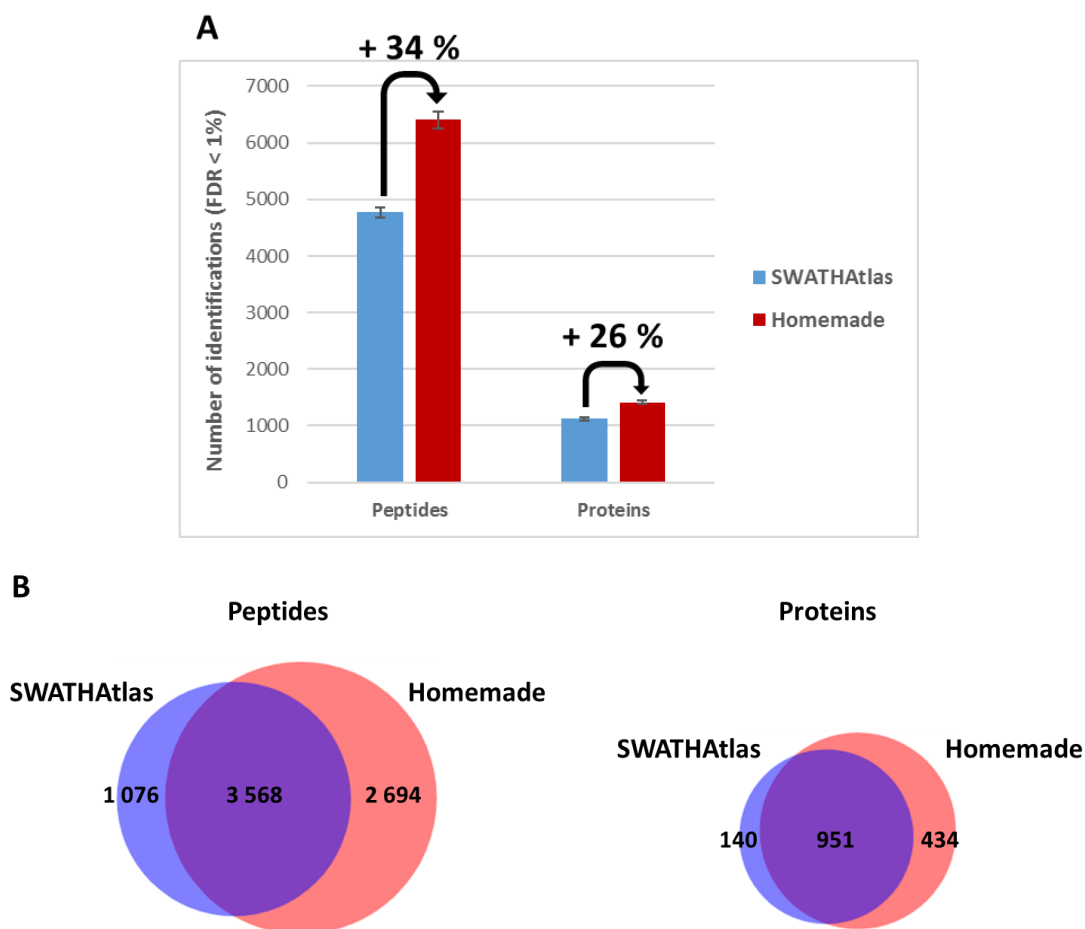 A
+ 34 %
7000
6000
5000
4000
3000
2000
1000
0
Number of identifications (FDR < 1%)
+ 26 %
Peptides
Proteins
SWATHAtlas
Homemade
B
Peptides
SWATHAtlas
Homemade
1 076
3 568
2 694
Proteins
SWATHAtlas
Homemade
140
951
434